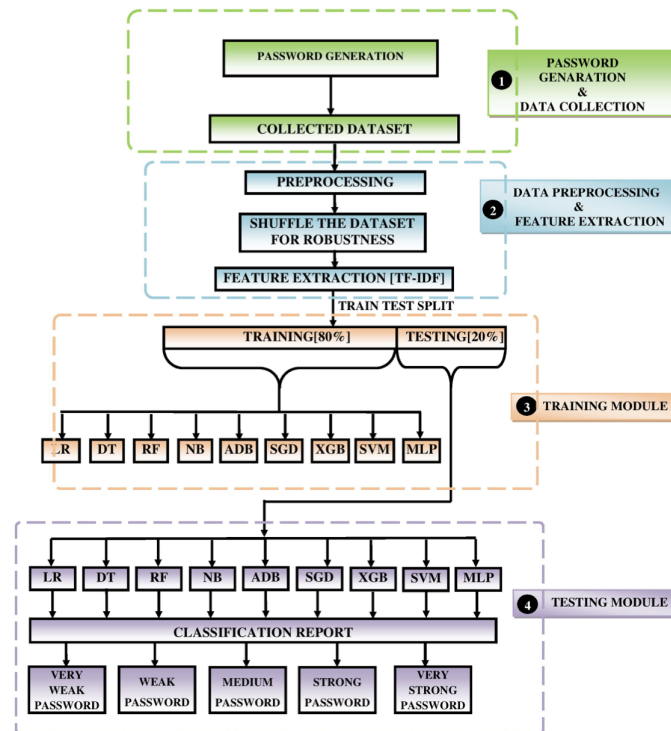 PASSWORD GENERATION
COLLECTED DATASET
1
PASSWORD
GENARATION
&
DATA COLLECTION
PREPROCESSING
SHUFFLE THE DATASET
FOR ROBUSTNESS
FEATURE EXTRACTION [TF-IDF]
2
DATA PREPROCESSING
&
FEATURE EXTRACTION
TRAIN TEST SPLIT
TRAINING[80%] TESTING[20%]
LR DT RF NB ADB SGD XGB SVM MLP
3 TRAINING MODULE
LR DT RF NB ADB SGD XGB SVM MLP
CLASSIFICATION REPORT
VERY
WEAK
PASSWORD
WEAK
PASSWORD
MEDIUM
PASSWORD
STRONG
PASSWORD
VERY
STRONG
PASSWORD
4 TESTING MODULE